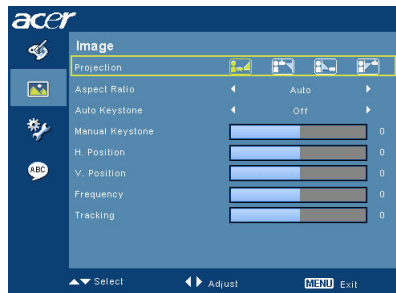 acer
Image
Projection
Aspect Ratio Auto
Auto Keystone Off
Manual Keystone 0
H. Position 0
V. Position 0
Frequency 0
Tracking 0
ABC
Select Adjust MENU Exit